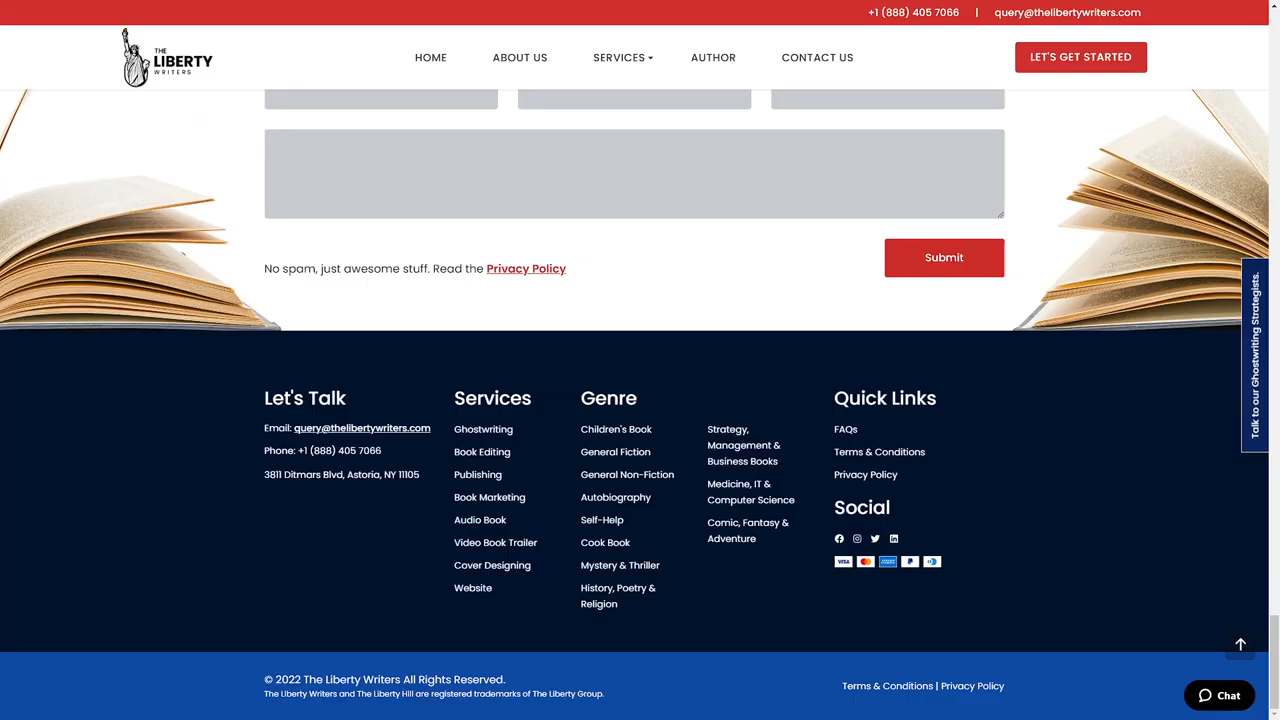 +1 (888) 405 7066 | query@thelibertywriters.com
THE
LIBERTY
WRITERS
HOME
ABOUT US
SERVICES
AUTHOR
CONTACT US
LET'S GET STARTED
No spam, just awesome stuff. Read the Privacy Policy
Submit
Talk to our Ghostwriting Strategists.
Let's Talk
Email: query@thelibertywriters.com
Phone: +1 (888) 405 7066
3811 Ditmars Blvd, Astoria, NY 11105
Services
Ghostwriting
Book Editing
Publishing
Book Marketing
Audio Book
Video Book Trailer
Cover Designing
Website
Genre
Children's Book
General Fiction
General Non-Fiction
Autobiography
Self-Help
Cook Book
Mystery & Thriller
History, Poetry &
Religion
Strategy,
Management &
Business Books
Medicine, IT &
Computer Science
Comic, Fantasy &
Adventure
Quick Links
FAQs
Terms & Conditions
Privacy Policy
Social
VISA
© 2022 The Liberty Writers All Rights Reserved.
The Liberty Writers and The Liberty Hill are registered trademarks of The Liberty Group.
Terms & Conditions | Privacy Policy
Chat